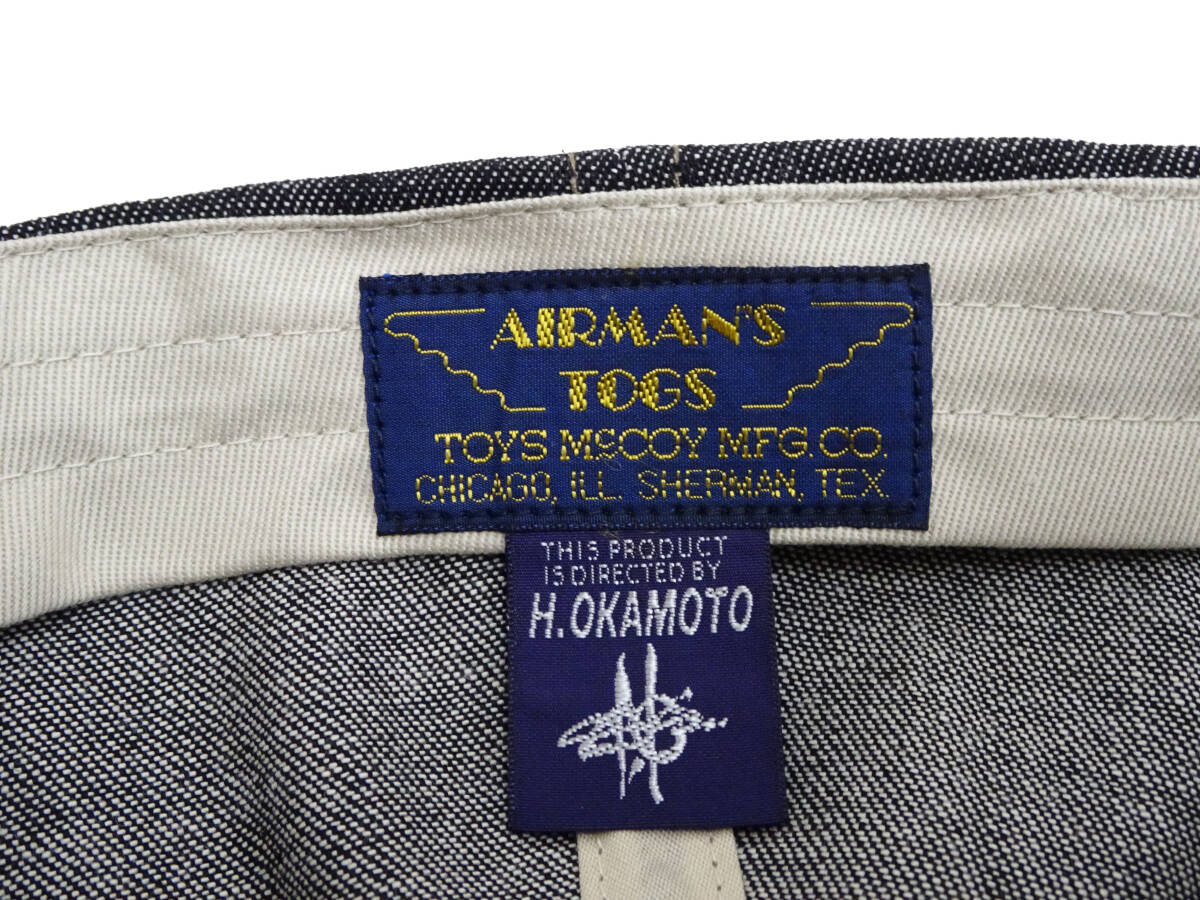 AIRMAN'S
TOGS
TOYS McCOY MFG.CO.
CHICAGO, ILL. SHERMAN, TEX
THIS PRODUCT
IS DIRECTED BY
H.OKAMOTO